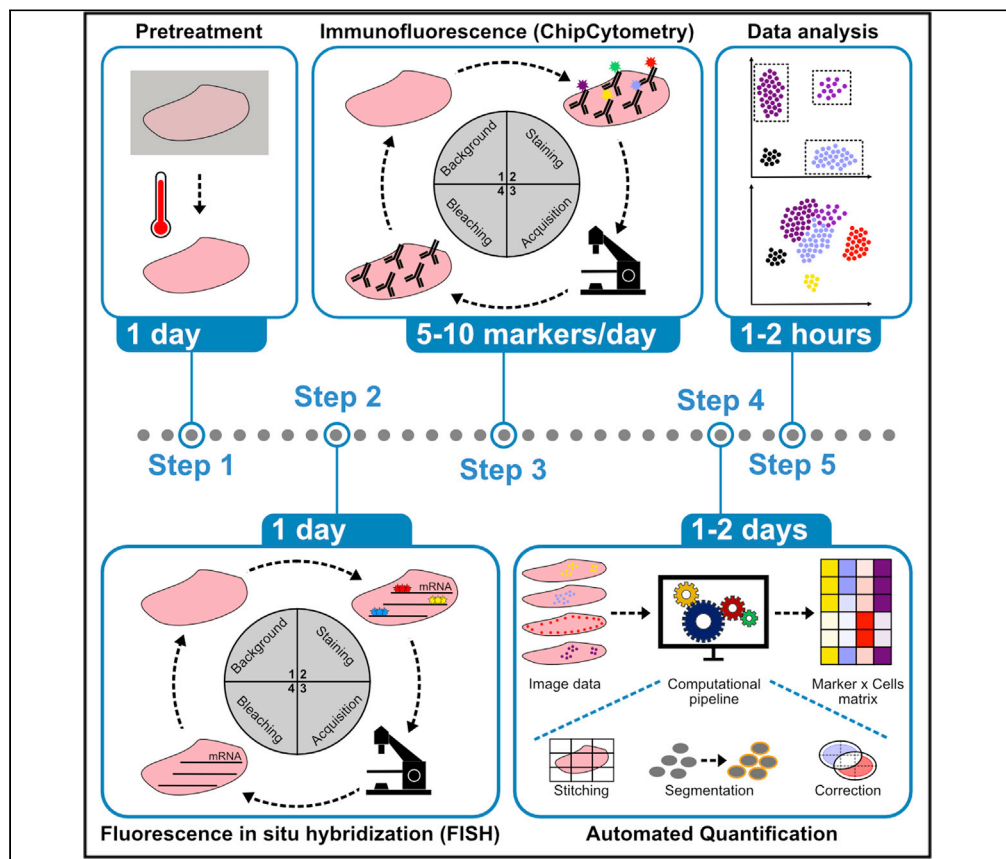 Pretreatment
Immunofluorescence (ChipCytometry)
Data analysis
Background
Staining
1 2
4 3
Bleaching
Acquisition
1 day
5-10 markers/day
1-2 hours
Step 2
Step 4
Step 1
Step 3
Step 5
1 day
1-2 days
mRNA
Background
Staining
1 2
4 3
Bleaching
Acquisition
mRNA
Image data
Computational
pipeline
Marker x Cells
matrix
Stitching
Segmentation
Correction
Fluorescence in situ hybridization (FISH)
Automated Quantification